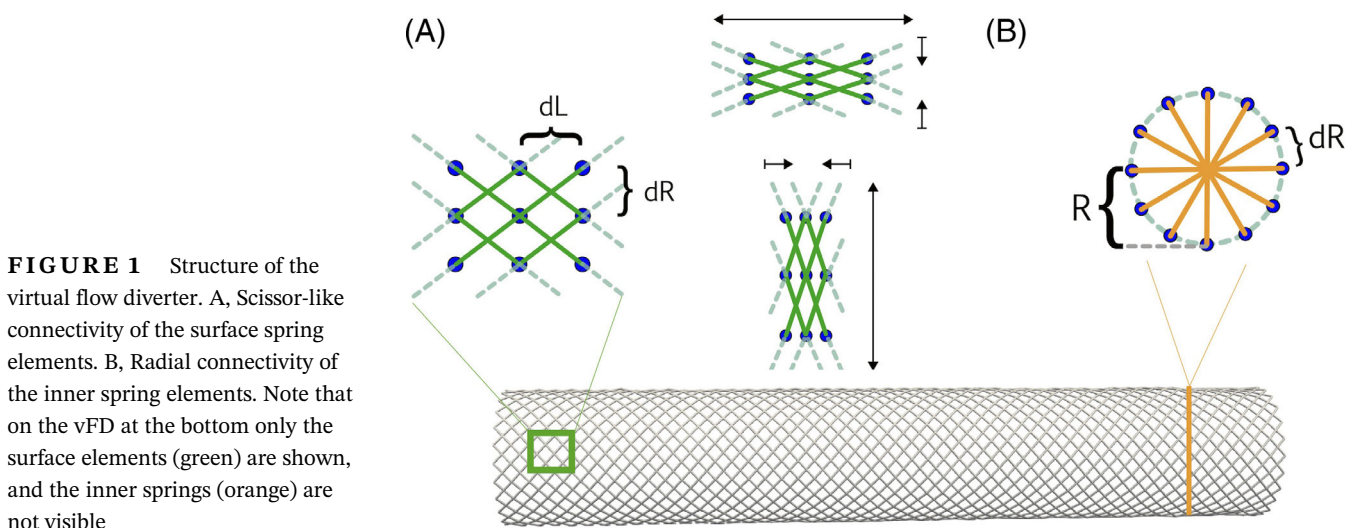 (A)
(B)
dL
dR
dR
R
FIGURE 1 Structure of the
virtual flow diverter. A, Scissor-like
connectivity of the surface spring
elements. B, Radial connectivity of
the inner spring elements. Note that
on the vFD at the bottom only the
surface elements (green) are shown,
and the inner springs (orange) are
not visible